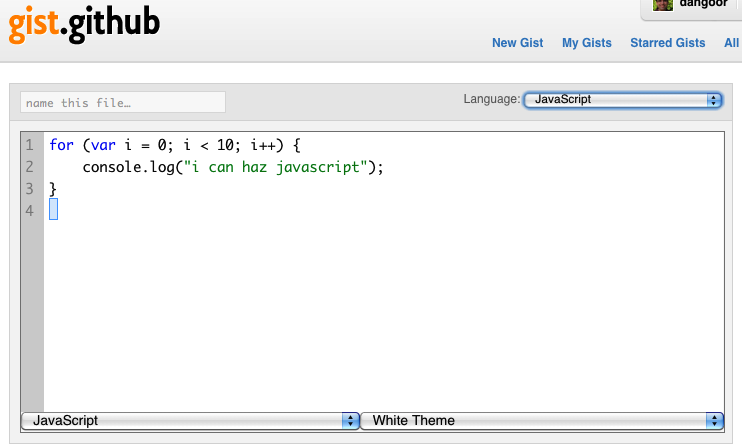 dangoor
gist.github
New Gist My Gists Starred Gists All
name this file… Language: JavaScript
1 for (var i = 0; i < 10; i++) {
2     console.log("i can haz javascript");
3 }
4
JavaScript White Theme